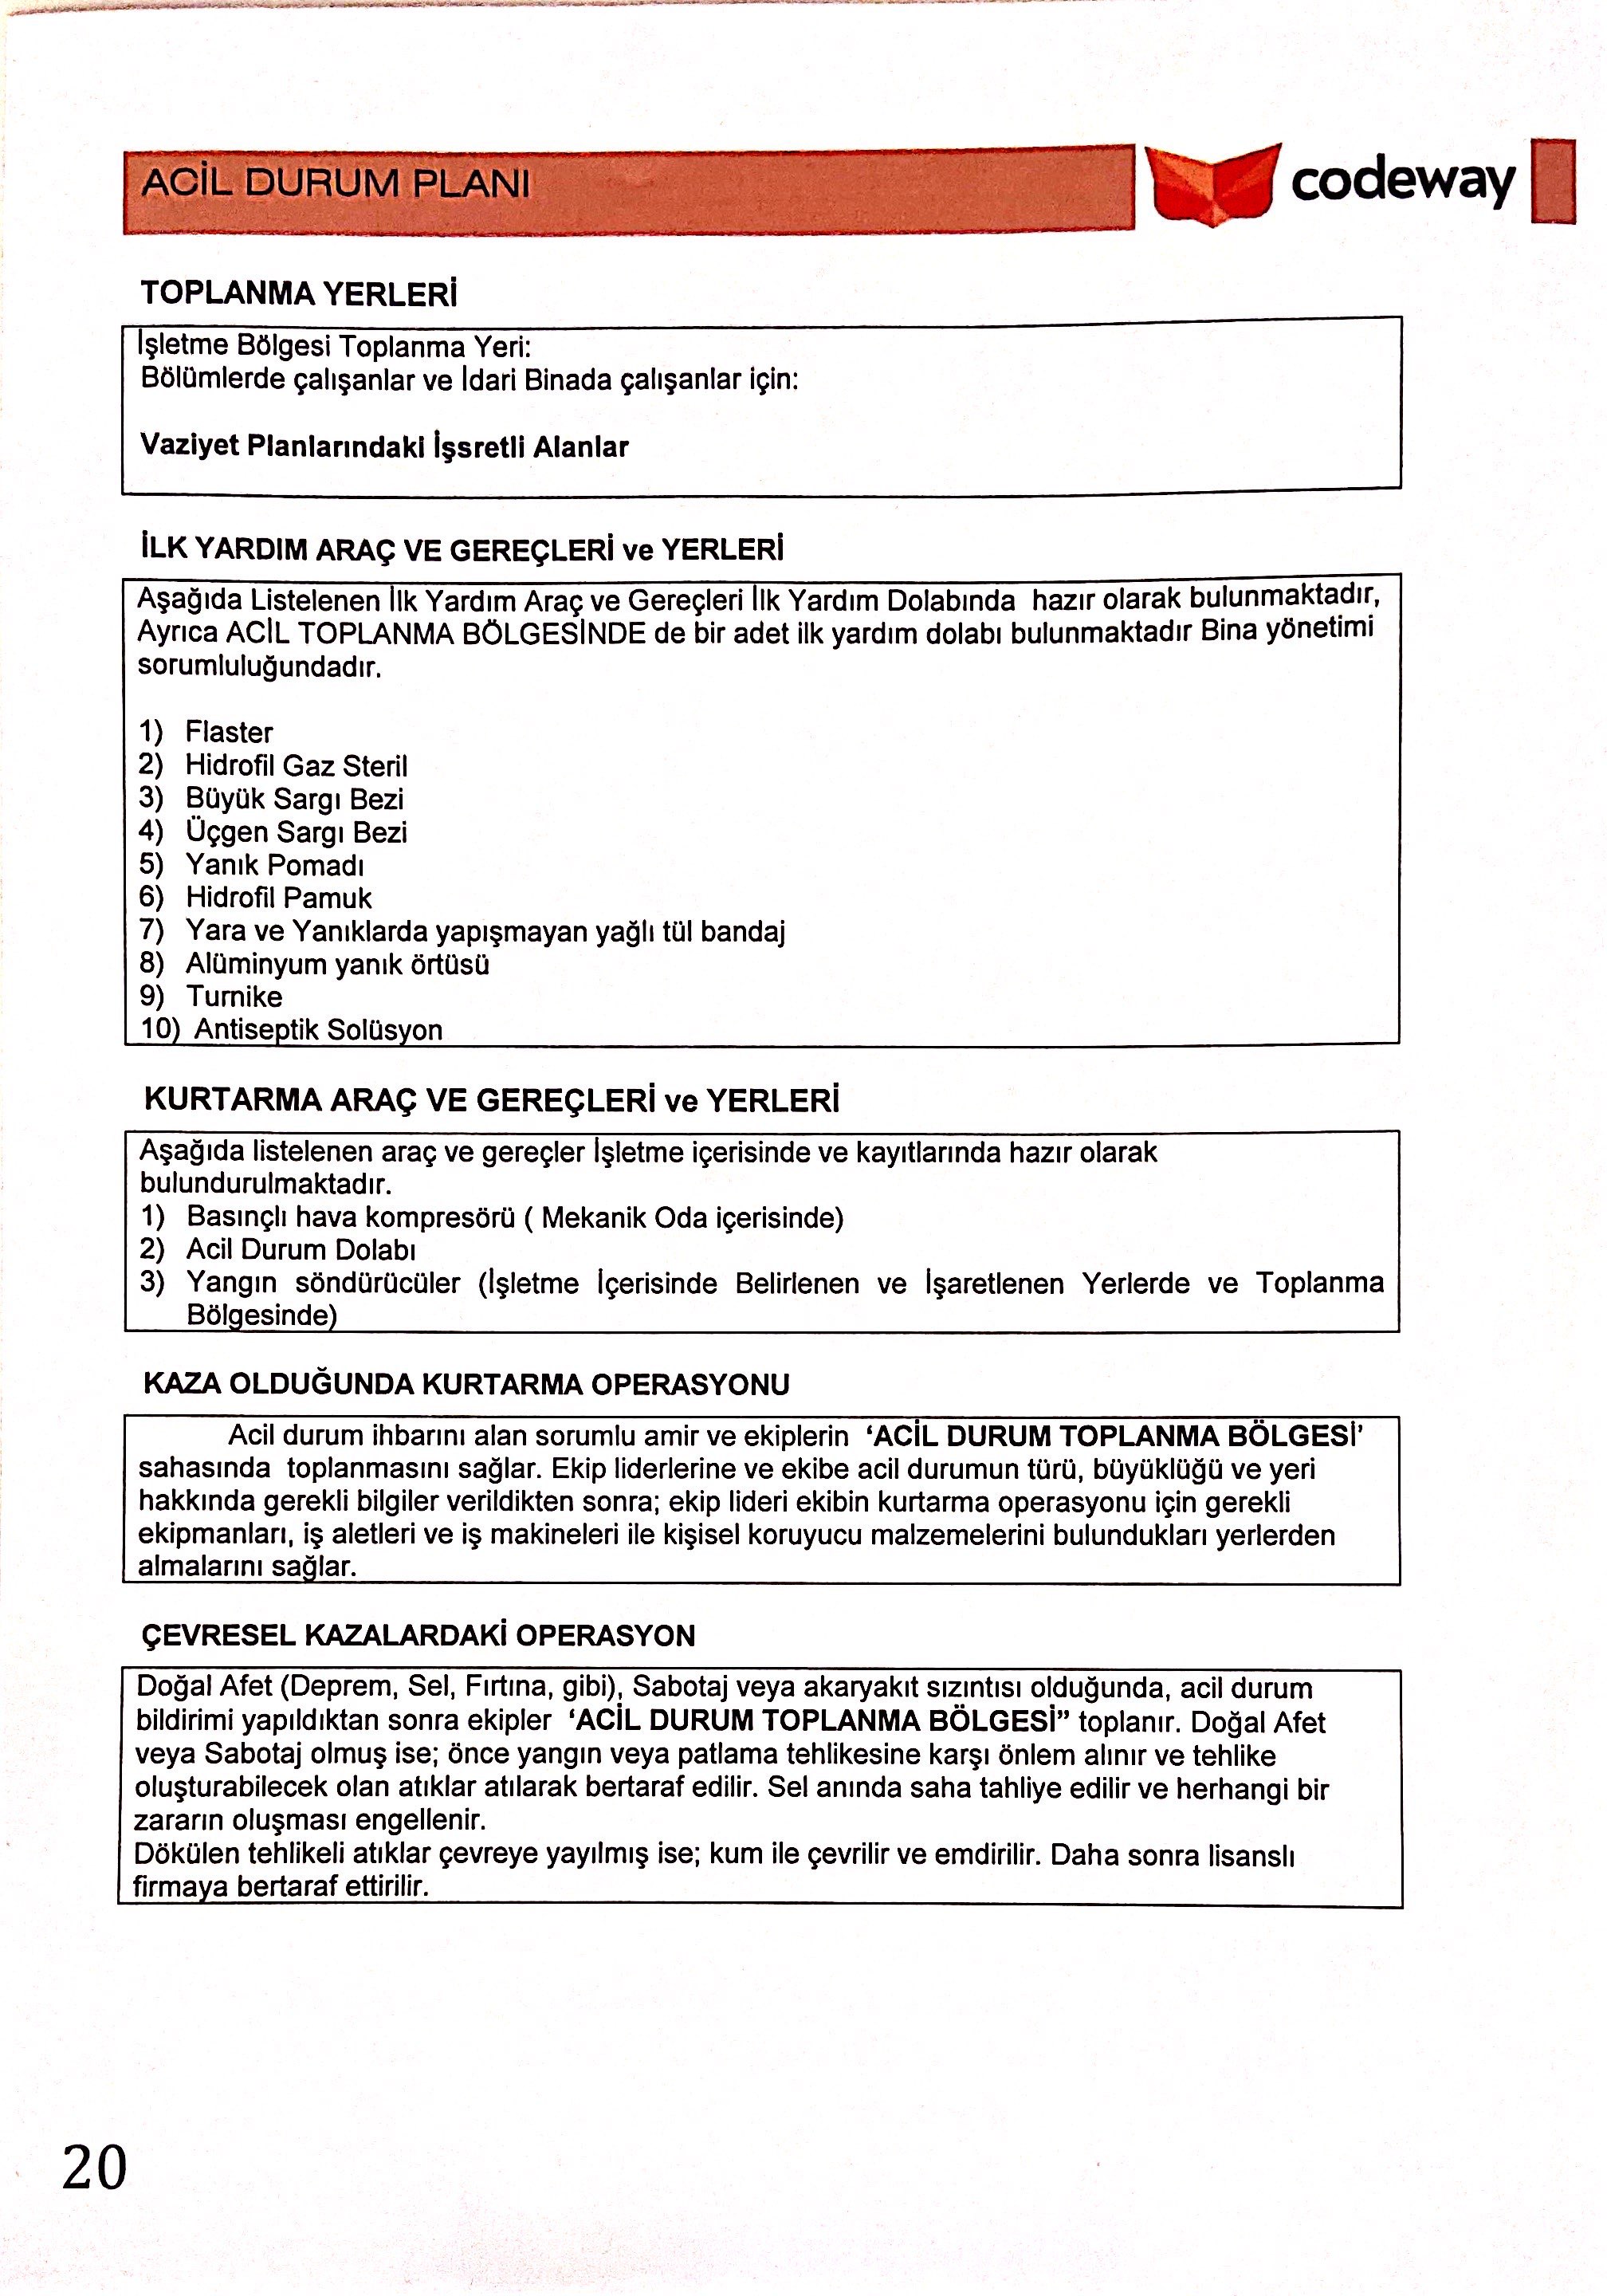 ACİL DURUM PLANI
codeway
TOPLANMA YERLERİ
İşletme Bölgesi Toplanma Yeri:
Bölümlerde çalışanlar ve İdari Binada çalışanlar için:
Vaziyet Planlarındaki İşsretli Alanlar
İLK YARDIM ARAÇ VE GEREÇLERİ ve YERLERİ
Aşağıda Listelenen İlk Yardım Araç ve Gereçleri İlk Yardım Dolabında hazır olarak bulunmaktadır,
Ayrıca ACİL TOPLANMA BÖLGESİNDE de bir adet ilk yardım dolabı bulunmaktadır Bina yönetimi
sorumluluğundadır.
1) Flaster
2) Hidrofil Gaz Steril
3) Büyük Sargı Bezi
4) Üçgen Sargı Bezi
5) Yanık Pomadı
6) Hidrofil Pamuk
7) Yara ve Yanıklarda yapışmayan yağlı tül bandaj
8) Alüminyum yanık örtüsü
9) Turnike
10) Antiseptik Solüsyon
KURTARMA ARAÇ VE GEREÇLERİ ve YERLERİ
Aşağıda listelenen araç ve gereçler İşletme içerisinde ve kayıtlarında hazır olarak
bulundurulmaktadır.
1) Basınçlı hava kompresörü ( Mekanik Oda içerisinde)
2) Acil Durum Dolabı
3) Yangın söndürücüler (İşletme İçerisinde Belirlenen ve İşaretlenen Yerlerde ve Toplanma
Bölgesinde)
KAZA OLDUĞUNDA KURTARMA OPERASYONU
Acil durum ihbarını alan sorumlu amir ve ekiplerin ‘ACİL DURUM TOPLANMA BÖLGESİ’
sahasında toplanmasını sağlar. Ekip liderlerine ve ekibe acil durumun türü, büyüklüğü ve yeri
hakkında gerekli bilgiler verildikten sonra; ekip lideri ekibin kurtarma operasyonu için gerekli
ekipmanları, iş aletleri ve iş makineleri ile kişisel koruyucu malzemelerini bulundukları yerlerden
almalarını sağlar.
ÇEVRESEL KAZALARDAKİ OPERASYON
Doğal Afet (Deprem, Sel, Fırtına, gibi), Sabotaj veya akaryakıt sızıntısı olduğunda, acil durum
bildirimi yapıldıktan sonra ekipler ‘ACİL DURUM TOPLANMA BÖLGESİ” toplanır. Doğal Afet
veya Sabotaj olmuş ise; önce yangın veya patlama tehlikesine karşı önlem alınır ve tehlike
oluşturabilecek olan atıklar atılarak bertaraf edilir. Sel anında saha tahliye edilir ve herhangi bir
zararın oluşması engellenir.
Dökülen tehlikeli atıklar çevreye yayılmış ise; kum ile çevrilir ve emdirilir. Daha sonra lisanslı
firmaya bertaraf ettirilir.
20